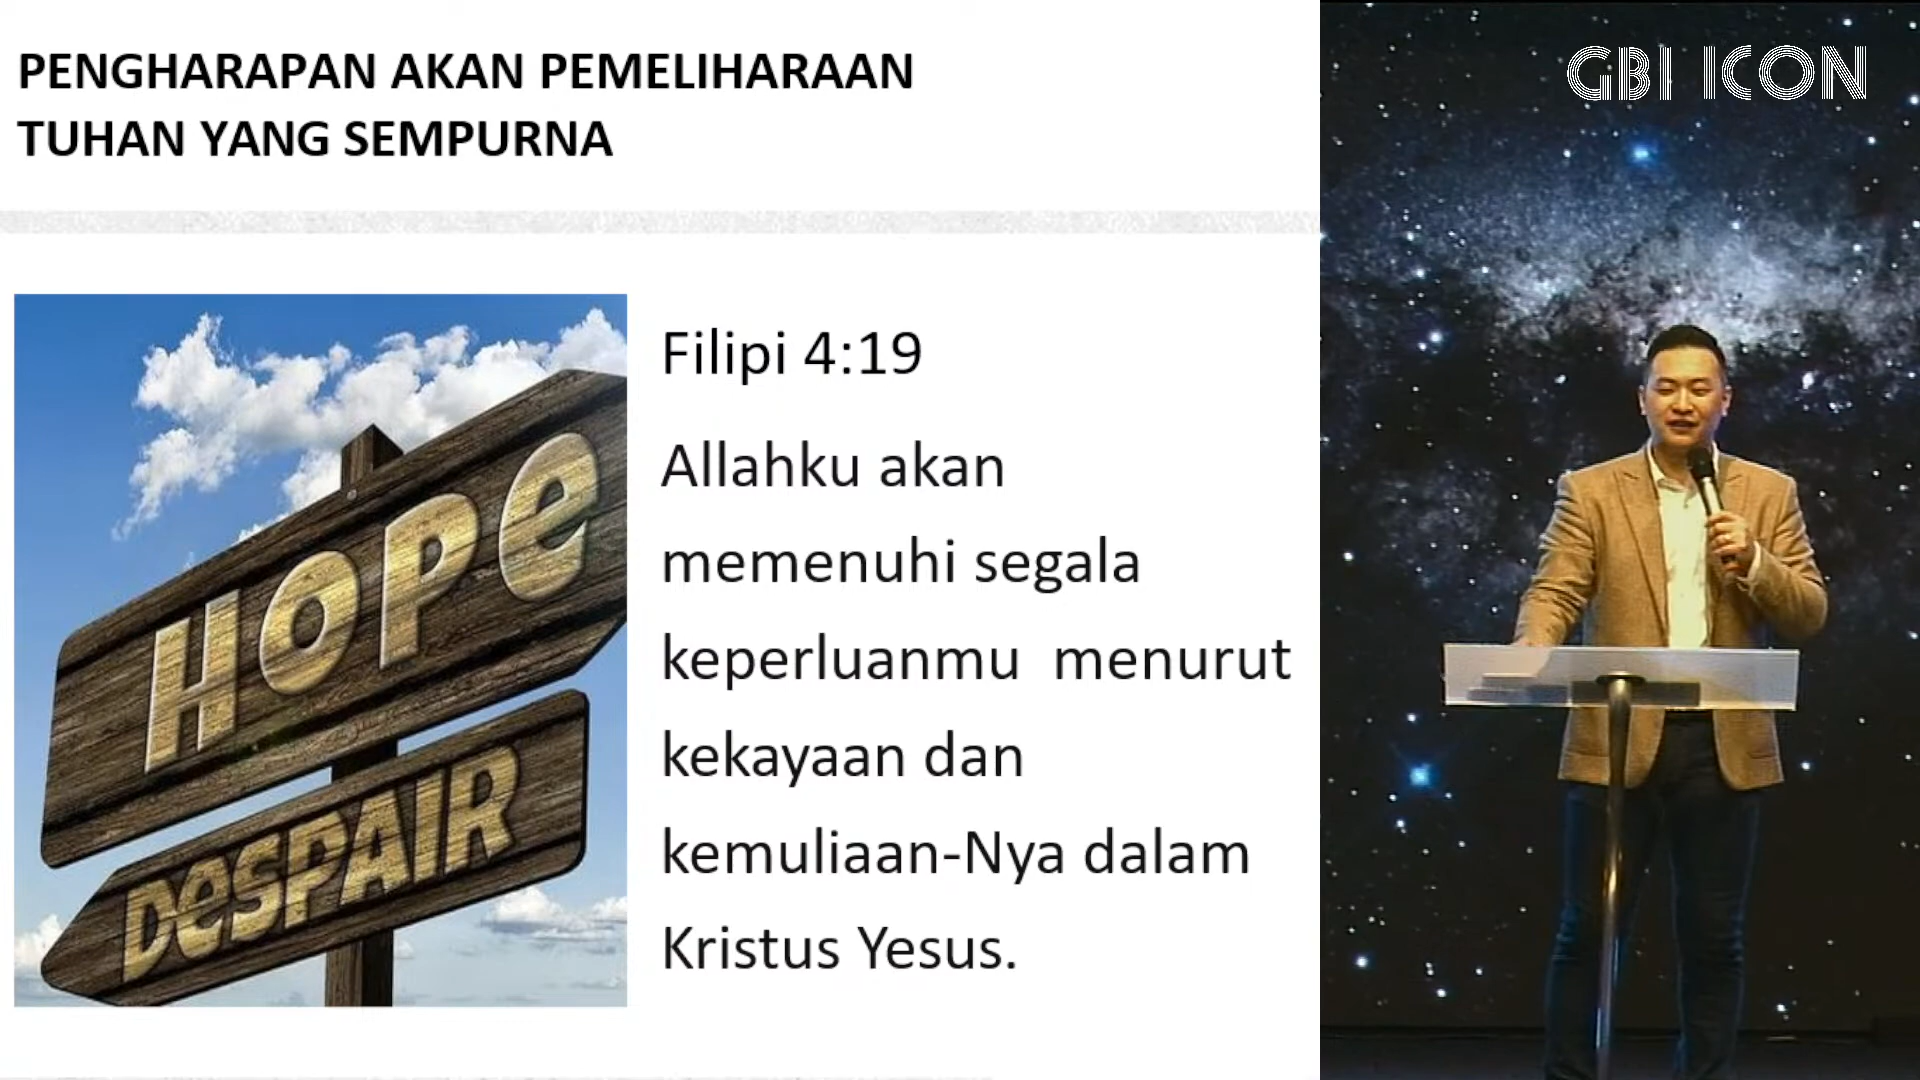 PENGHARAPAN AKAN PEMELIHARAAN
TUHAN YANG SEMPURNA
HOPe
DeSPAIR
Filipi 4:19
Allahku akan
memenuhi segala
keperluanmu  menurut
kekayaan dan
kemuliaan-Nya dalam
Kristus Yesus.
GBI ICON